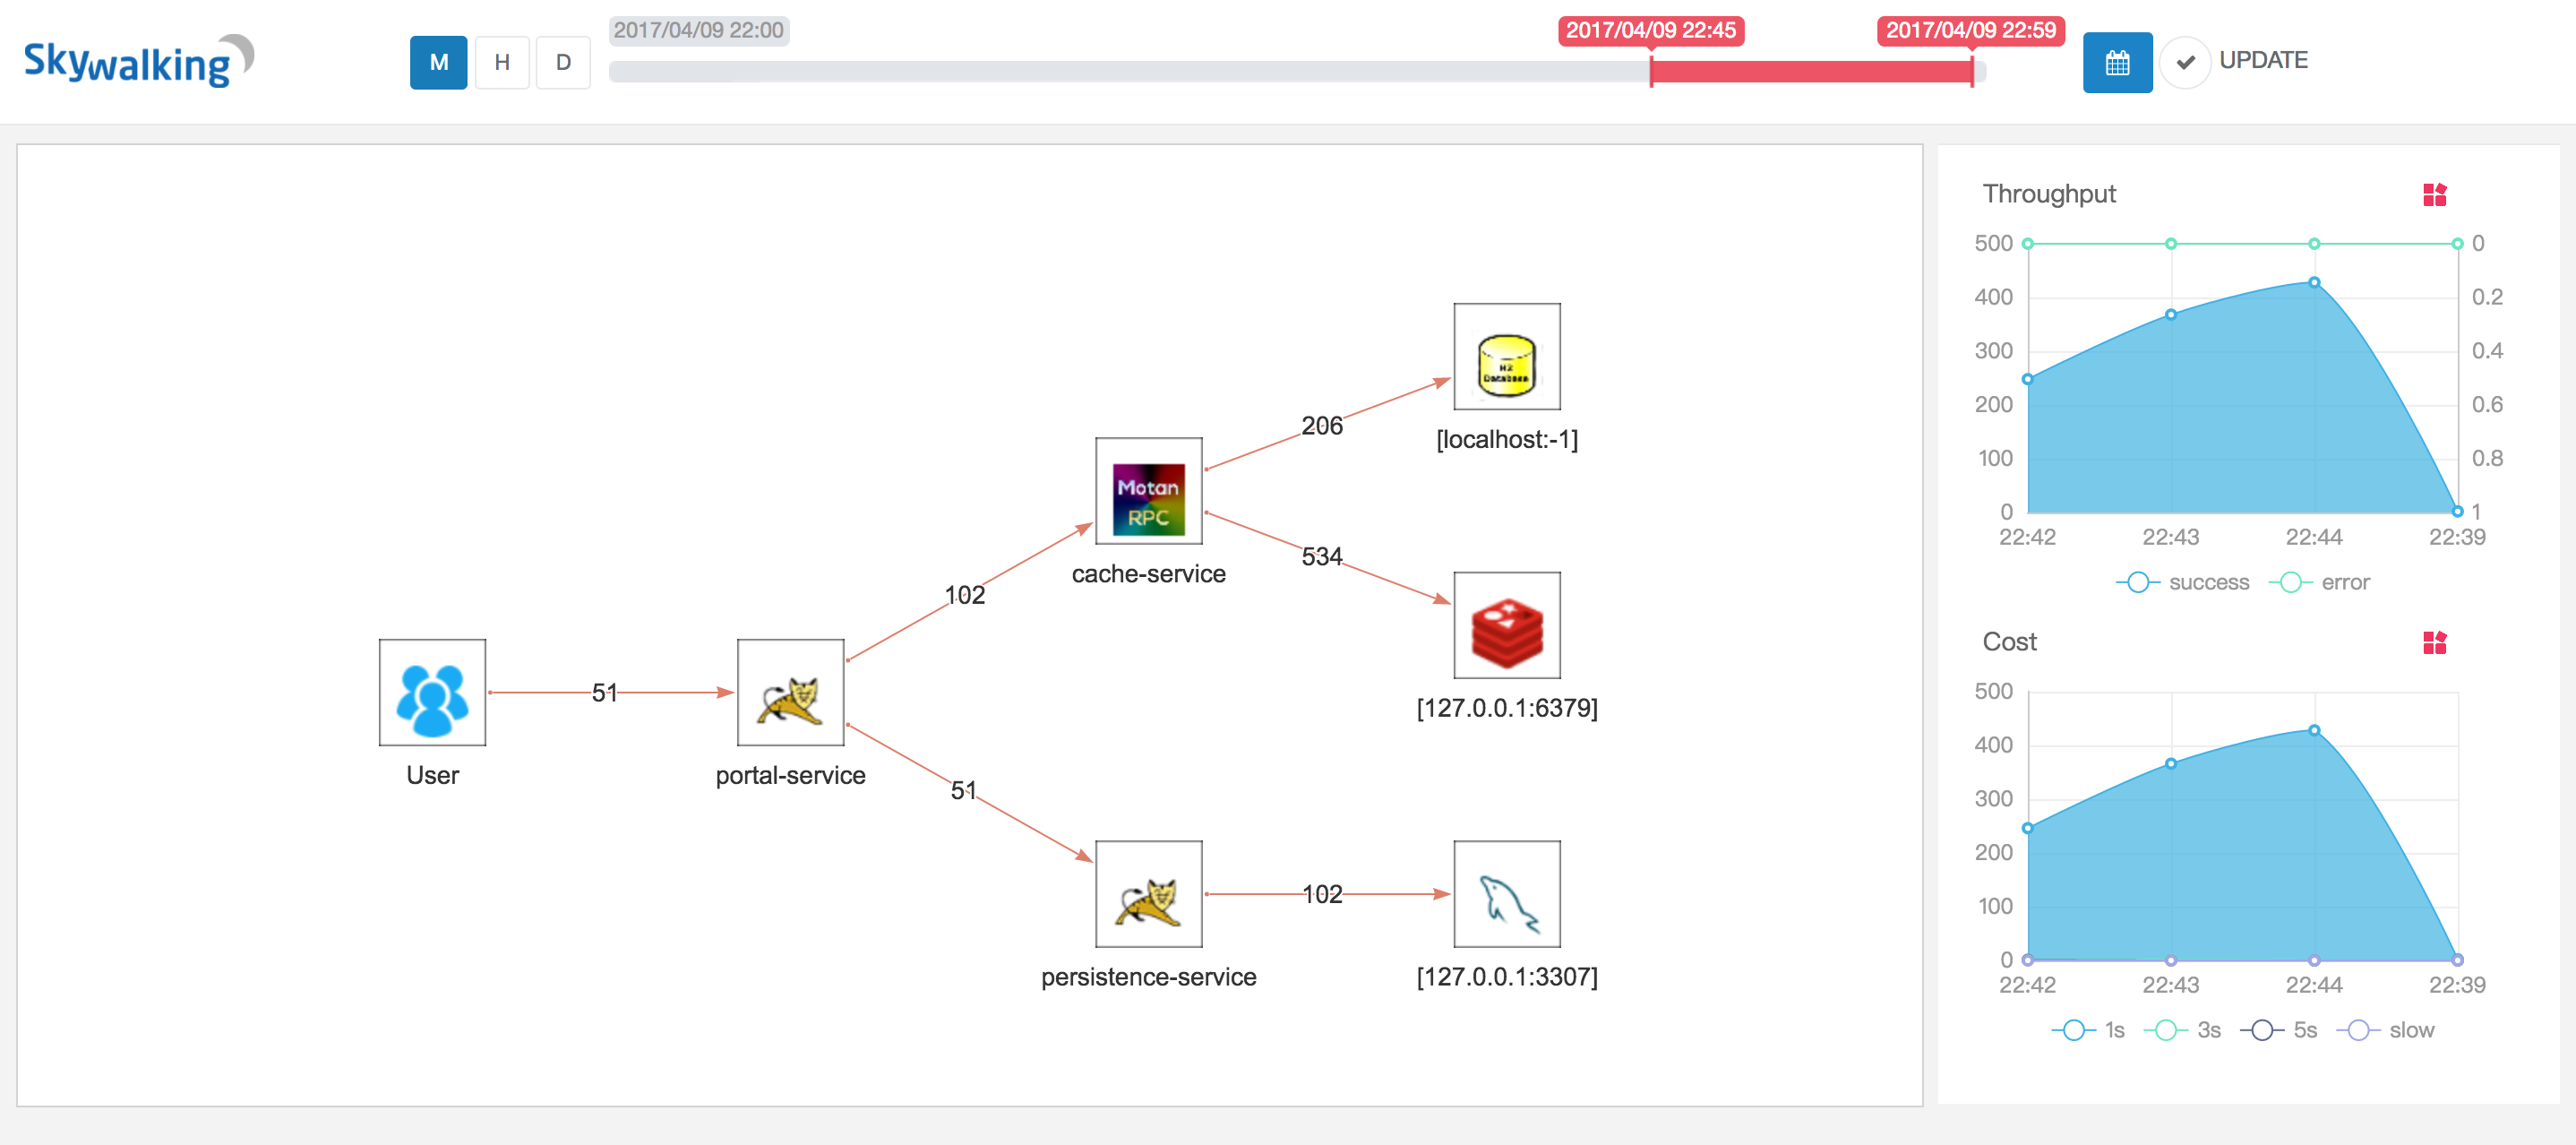 Skywalking
M H D
2017/04/09 22:00
2017/04/09 22:45
2017/04/09 22:59
UPDATE
206
H2
Database
[localhost:-1]
Motan
RPC
cache-service
534
102
[127.0.0.1:6379]
51
User
portal-service
51
persistence-service
102
[127.0.0.1:3307]
Throughput
500 0
400 0.2
300 0.4
200 0.6
100 0.8
0 1
22:42 22:43 22:44 22:39
success error
Cost
500
400
300
200
100
0
22:42 22:43 22:44 22:39
1s 3s 5s slow